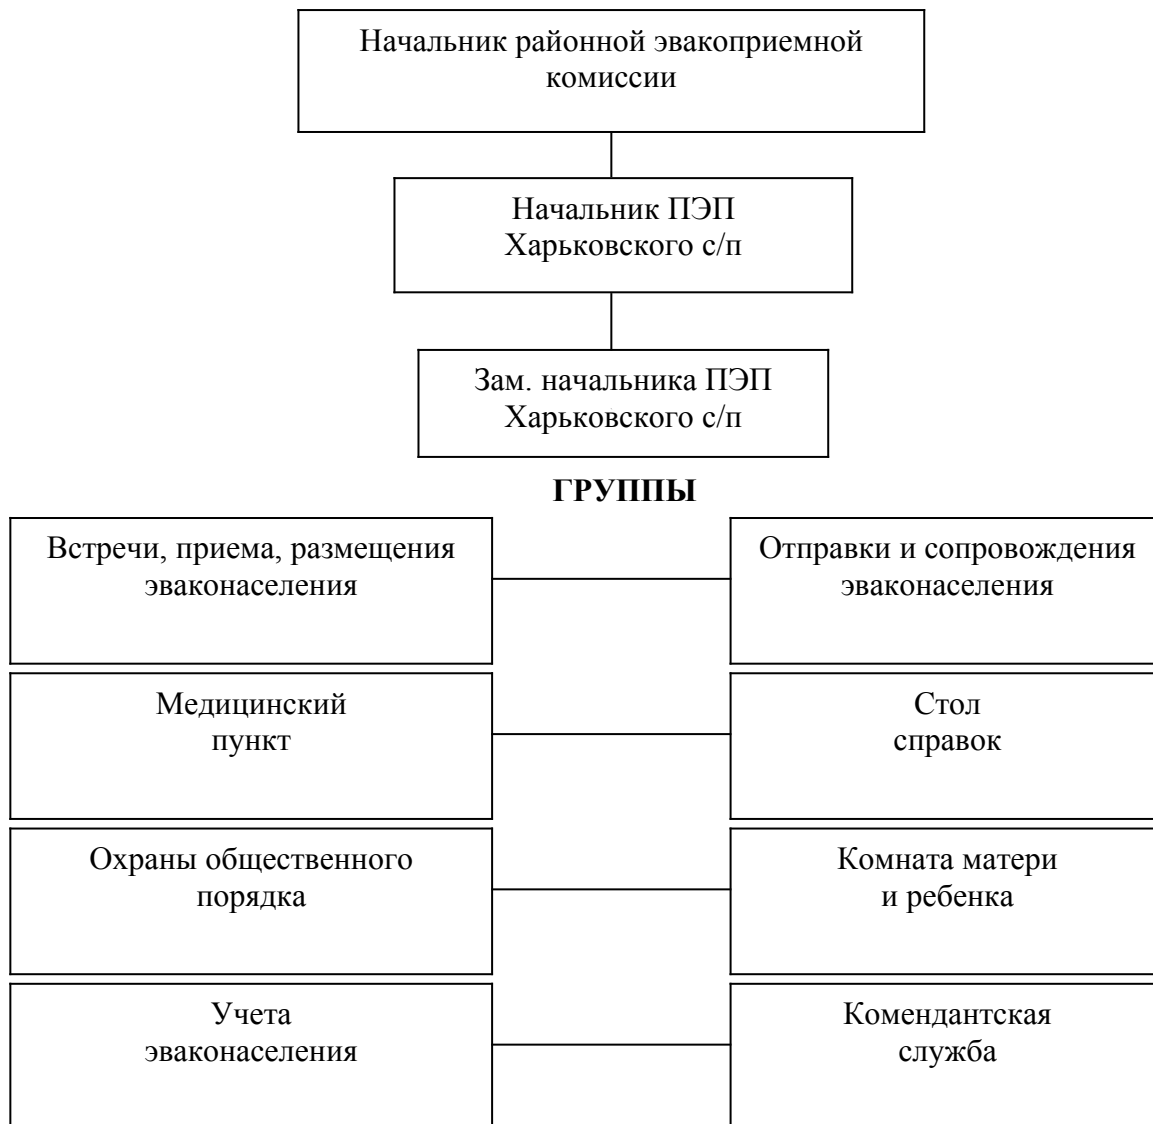 Начальник районной эвакоприемной
комиссии
Начальник ПЭП
Харьковского с/п
Зам. начальника ПЭП
Харьковского с/п
ГРУППЫ
Встречи, приема, размещения
эваконаселения
Отправки и сопровождения
эваконаселения
Медицинский
пункт
Стол
справок
Охраны общественного
порядка
Комната матери
и ребенка
Учета
эваконаселения
Комендантская
служба